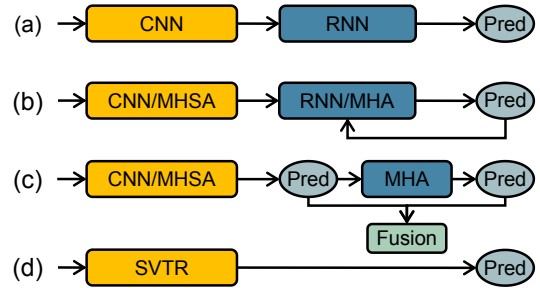 (a) CNN RNN Pred
(b) CNN/MHSA RNN/MHA Pred
(c) CNN/MHSA Pred MHA Pred
Fusion
(d) SVTR Pred